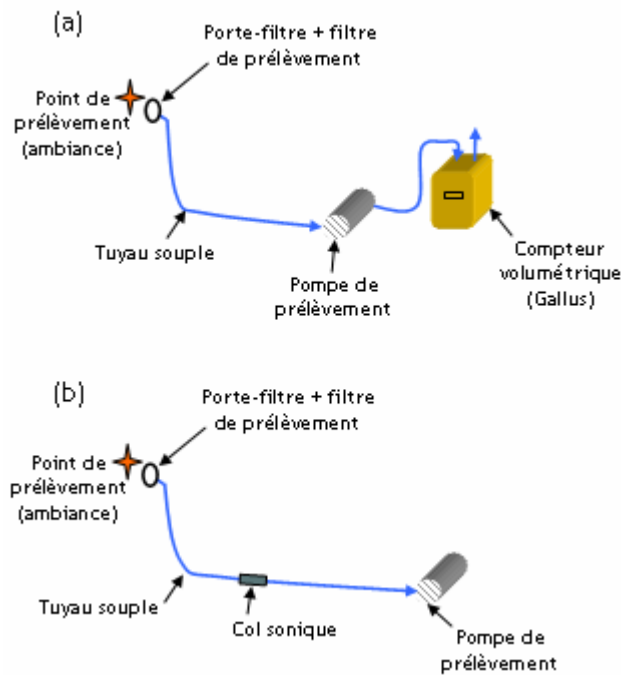 (a)
Porte-filtre + filtre
de prélèvement
Point de
prélèvement
(ambiance)
Tuyau souple
Pompe de
prélèvement
Compteur
volumétrique
(Gallus)
(b)
Porte-filtre + filtre
de prélèvement
Point de
prélèvement
(ambiance)
Tuyau souple
Col sonique
Pompe de
prélèvement